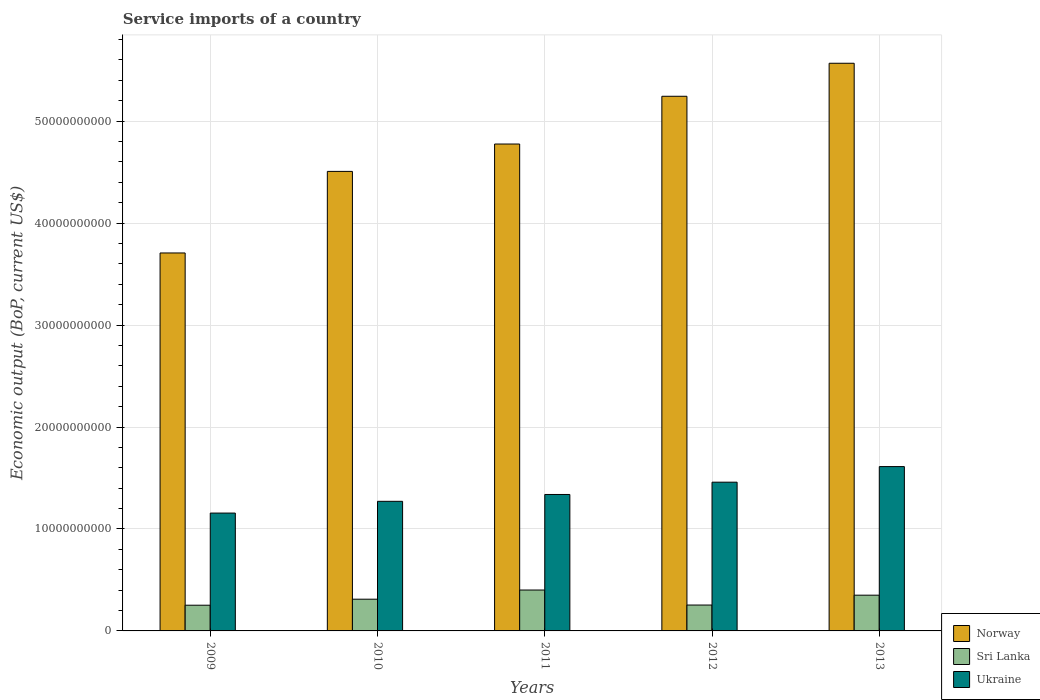 Service imports of a country
Economic output (BoP, current US$)
50000000000
40000000000
30000000000
20000000000
10000000000
0
2009
2010
2011
2012
2013
Years
Norway
Sri Lanka
Ukraine